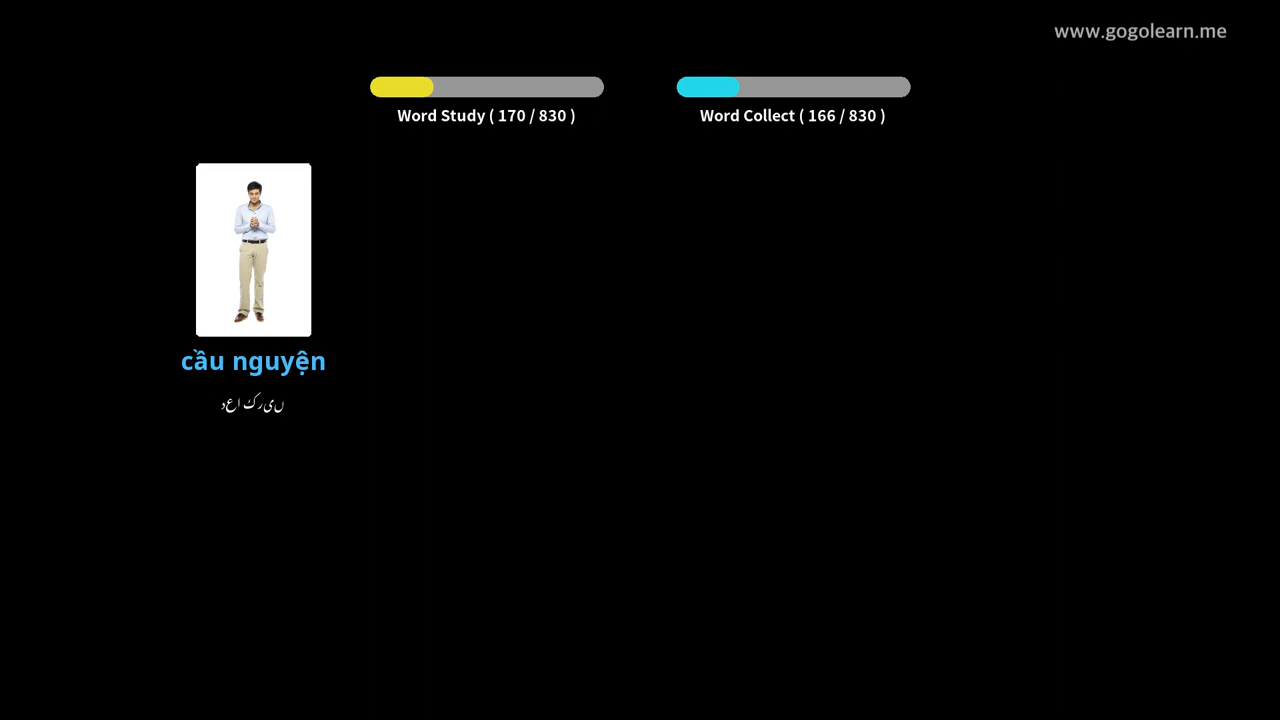 www.gogolearn.me
Word Study ( 170 / 830 )
Word Collect ( 166 / 830 )
cầu nguyện
دعا کریں